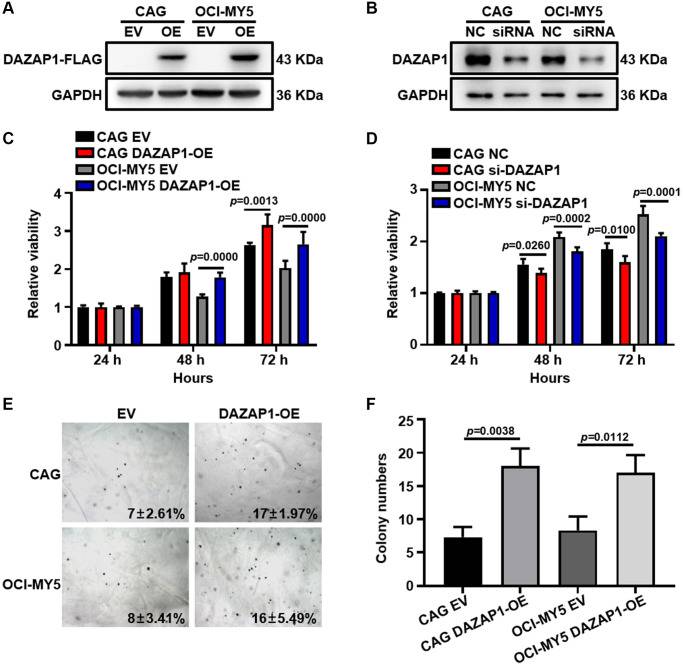 A
CAG OCI-MY5
EV OE EV OE
DAZAP1-FLAG 43 KDa
GAPDH 36 KDa
B
CAG OCI-MY5
NC siRNA NC siRNA
DAZAP1 43 KDa
GAPDH 36 KDa
C
CAG EV
CAG DAZAP1-OE
OCI-MY5 EV
OCI-MY5 DAZAP1-OE
Relative viability
4
3
2
1
0
p=0.0000
p=0.0013
p=0.0000
24 h 48 h 72 h
Hours
D
CAG NC
CAG si-DAZAP1
OCI-MY5 NC
OCI-MY5 si-DAZAP1
Relative viability
3
2
1
0
p=0.0260
p=0.0002
p=0.0100
p=0.0001
24 h 48 h 72 h
Hours
E
EV DAZAP1-OE
CAG
7±2.61% 17±1.97%
OCI-MY5
8±3.41% 16±5.49%
F
Colony numbers
25
20
15
10
5
0
p=0.0038
p=0.0112
CAG EV
CAG DAZAP1-OE
OCI-MY5 EV
OCI-MY5 DAZAP1-OE